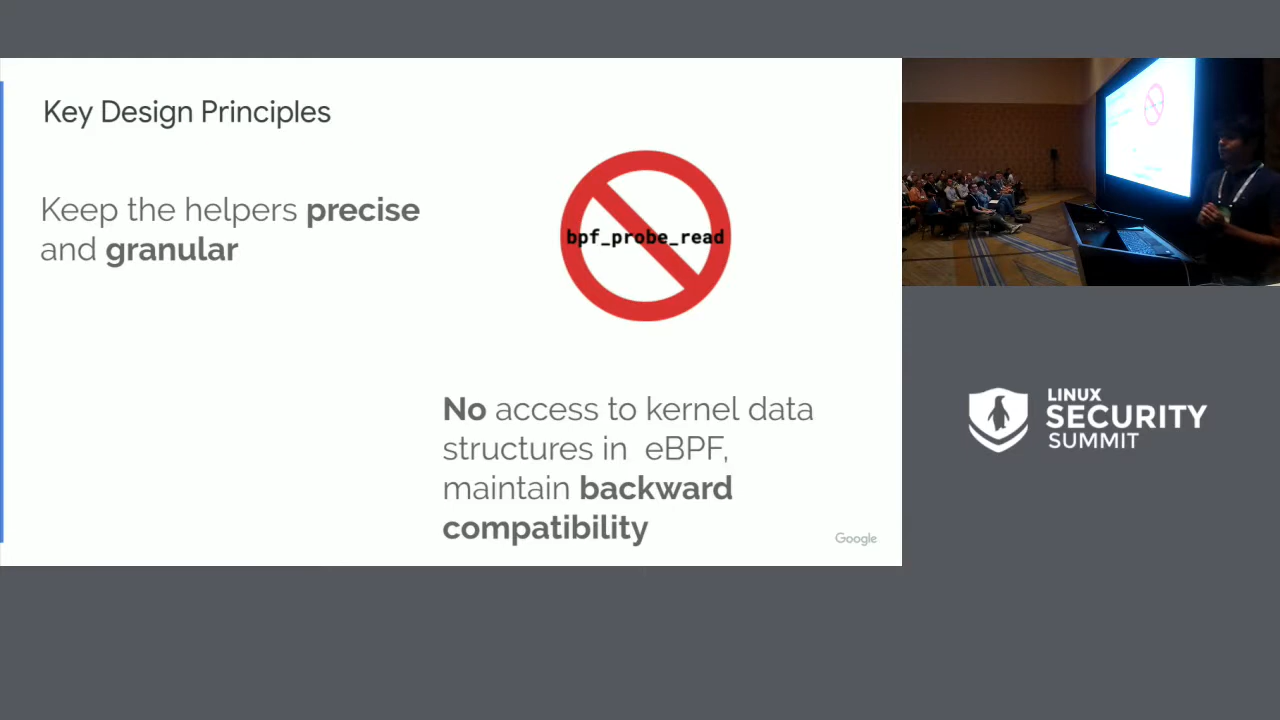 Key Design Principles
Keep the helpers precise
and granular
bpf_probe_read
No access to kernel data
structures in eBPF,
maintain backward
compatibility
Google
LINUX
SECURITY
SUMMIT